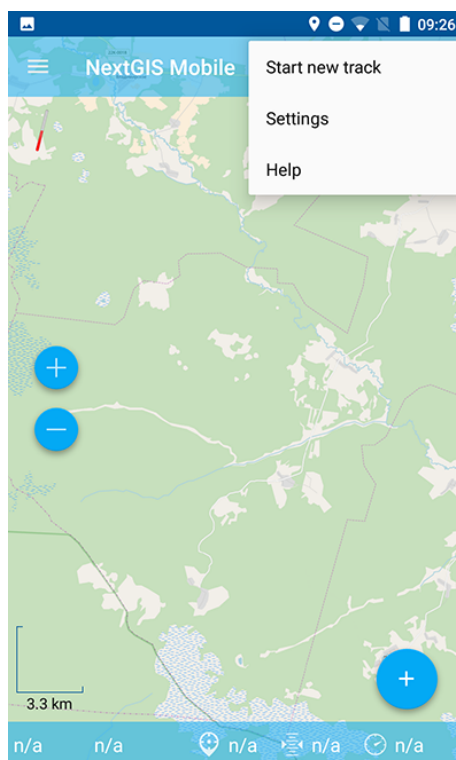 09:26
NextGIS Mobile
Start new track
Settings
Help
3.3 km
n/a n/a n/a n/a n/a